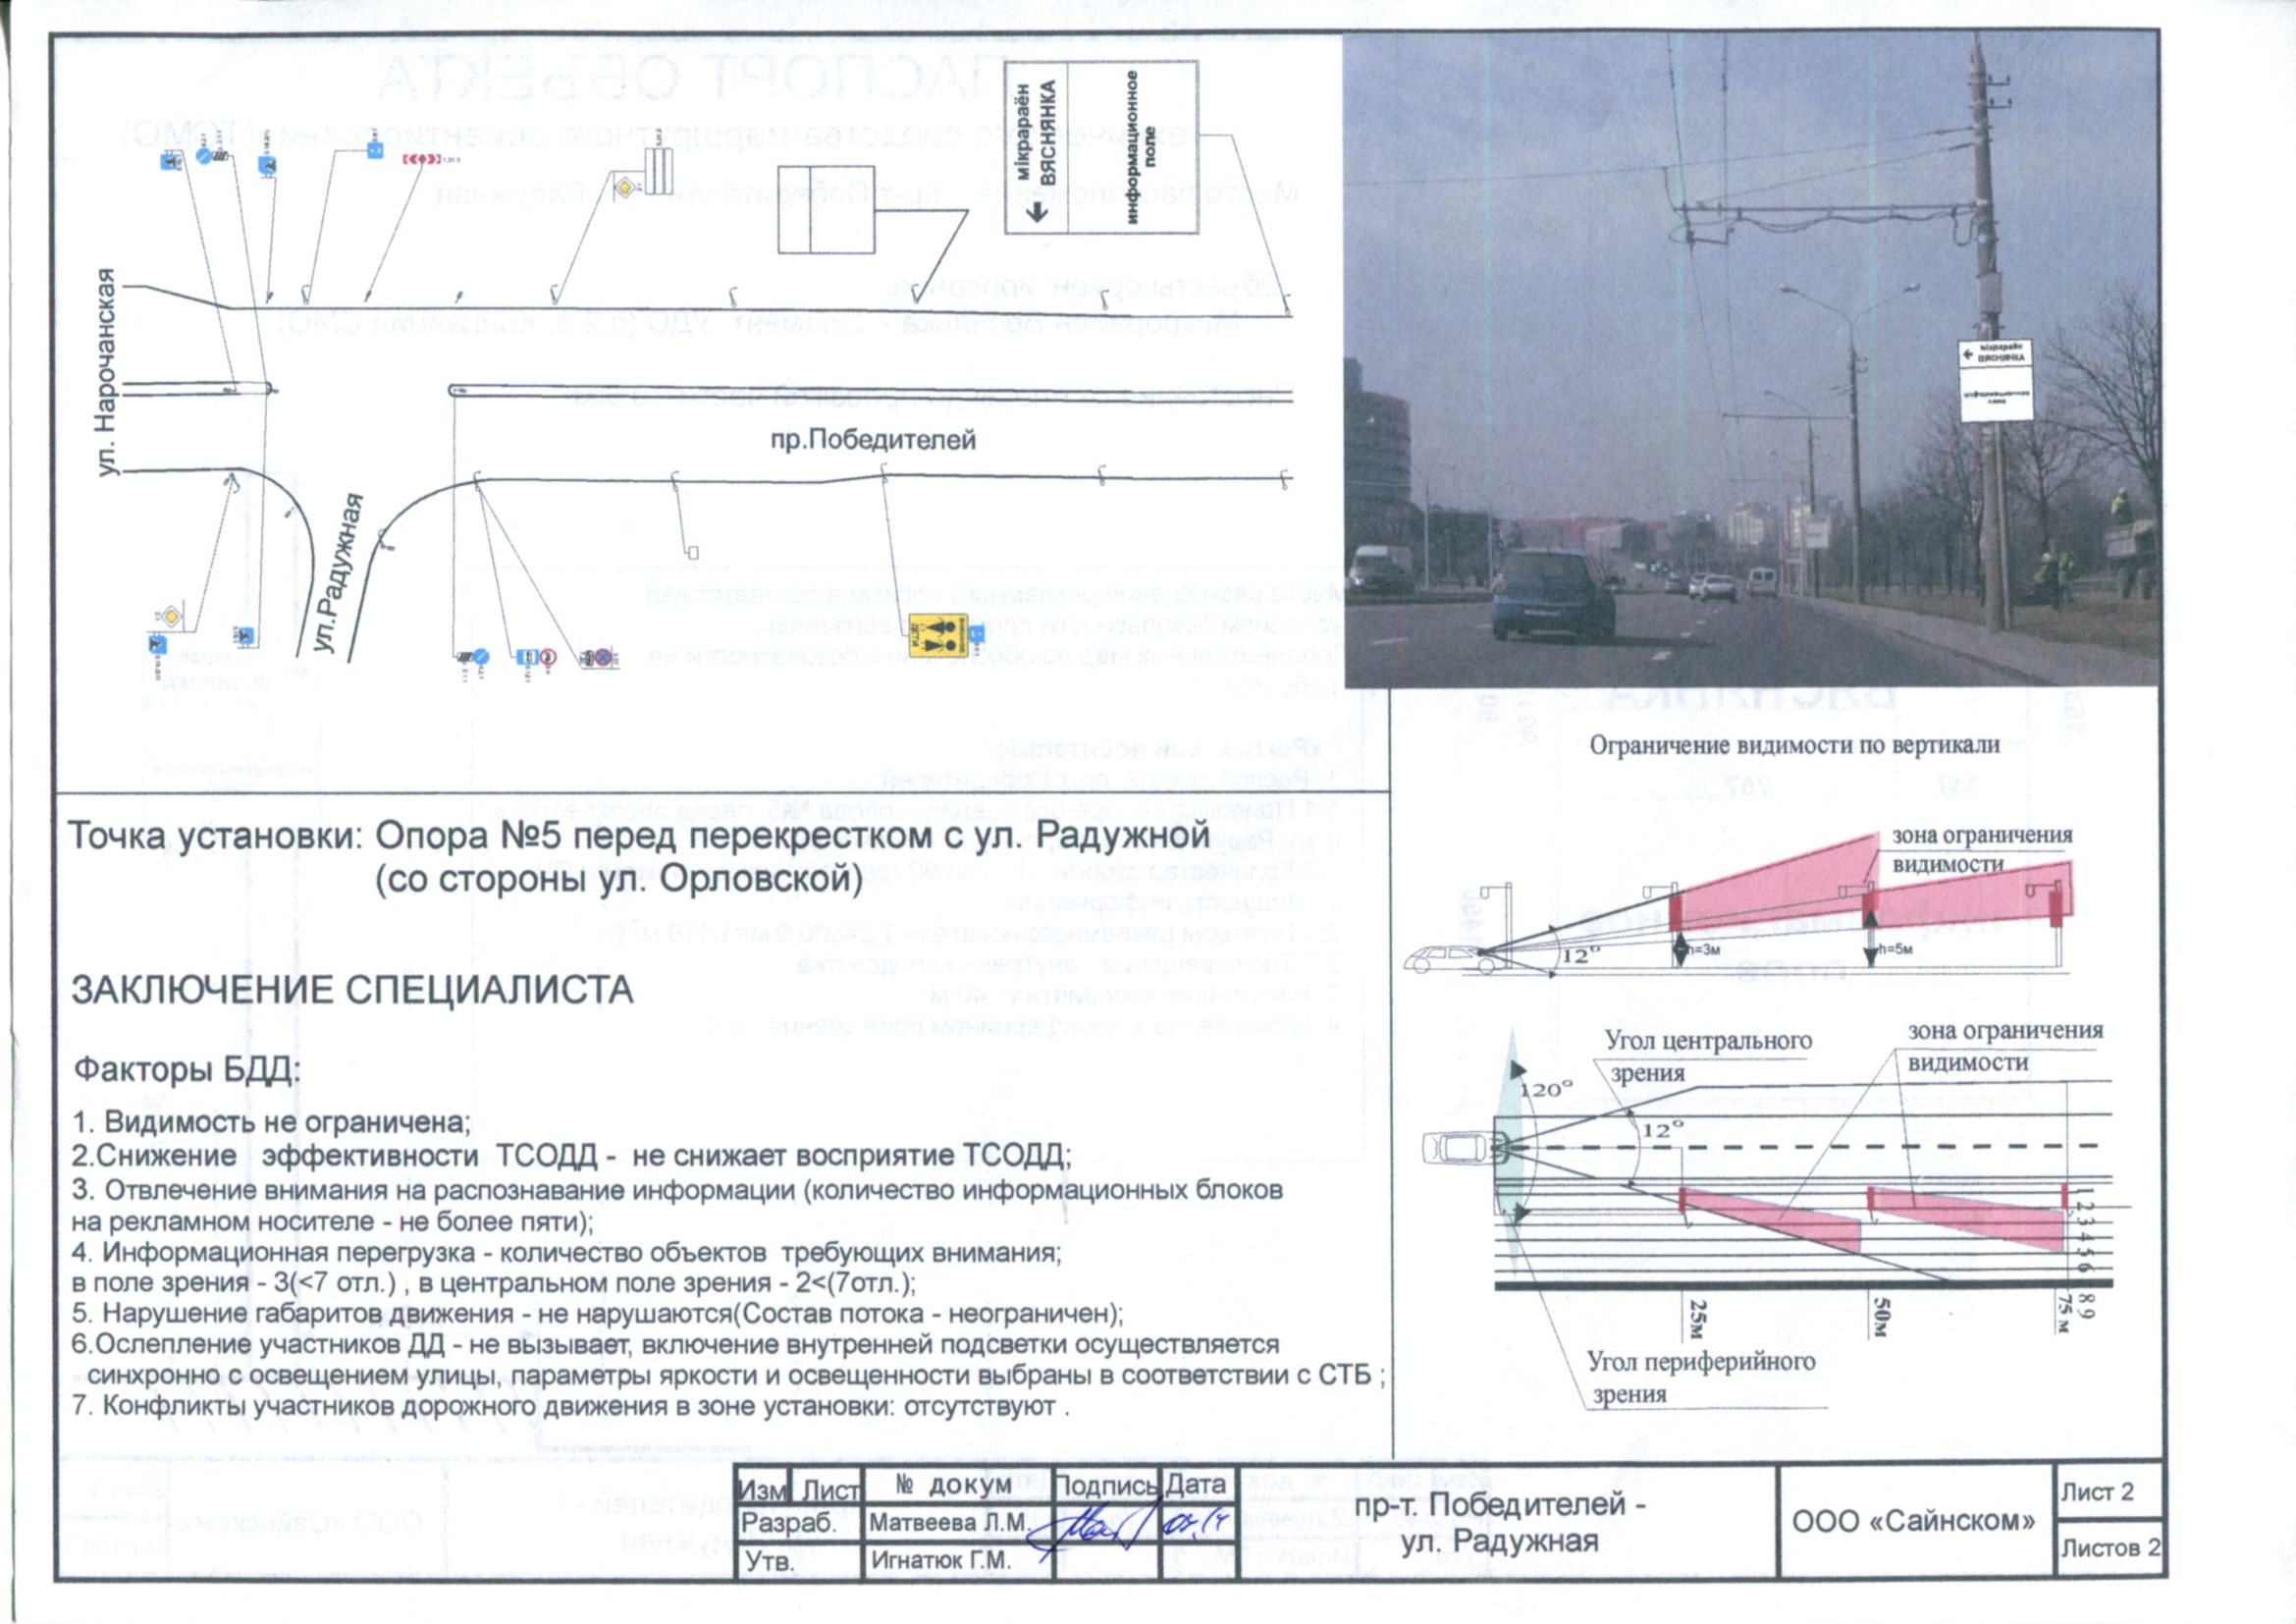 ул. Нарочанская
ул.Радужная
пр.Победителей
мікрараён
ВЯСНЯНКА
информационное
поле
мікрараён
ВЯСНЯНКА
информационное
поле
Точка установки: Опора №5 перед перекрестком с ул. Радужной
(со стороны ул. Орловской)
ЗАКЛЮЧЕНИЕ СПЕЦИАЛИСТА
Факторы БДД:
1. Видимость не ограничена;
2.Снижение эффективности ТСОДД - не снижает восприятие ТСОДД;
3. Отвлечение внимания на распознавание информации (количество информационных блоков
на рекламном носителе - не более пяти);
4. Информационная перегрузка - количество объектов требующих внимания;
в поле зрения - 3(<7 отл.) , в центральном поле зрения - 2<(7отл.);
5. Нарушение габаритов движения - не нарушаются(Состав потока - неограничен);
6.Ослепление участников ДД - не вызывает, включение внутренней подсветки осуществляется
синхронно с освещением улицы, параметры яркости и освещенности выбраны в соответствии с СТБ ;
7. Конфликты участников дорожного движения в зоне установки: отсутствуют .
Ограничение видимости по вертикали
зона ограничения
видимости
12°
h=3м
h=5м
Угол центрального
зрения
зона ограничения
видимости
120°
12°
1 2 3 4 5 6 8 9
25м
50м
75 м
Угол периферийного
зрения
Изм Лист № докум Подпись Дата
Разраб. Матвеева Л.М.
Утв. Игнатюк Г.М.
пр-т. Победителей -
ул. Радужная
ООО «Сайнском»
Лист 2
Листов 2